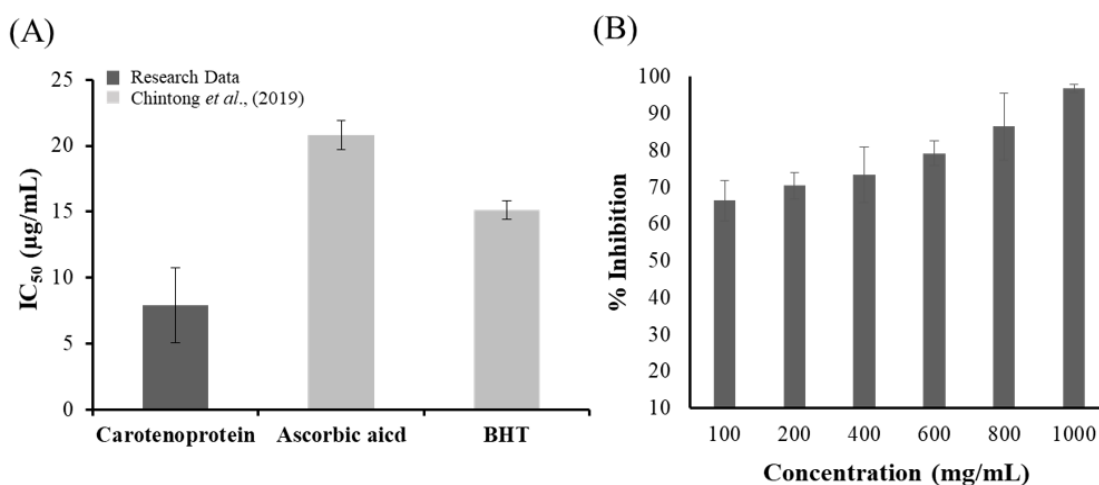 (A)
Research Data
Chintong et al., (2019)
25
20
15
10
5
0
IC50 (µg/mL)
Carotenoprotein Ascorbic aicd BHT
(B)
100
90
80
70
60
50
40
30
20
10
% Inhibition
100 200 400 600 800 1000
Concentration (mg/mL)